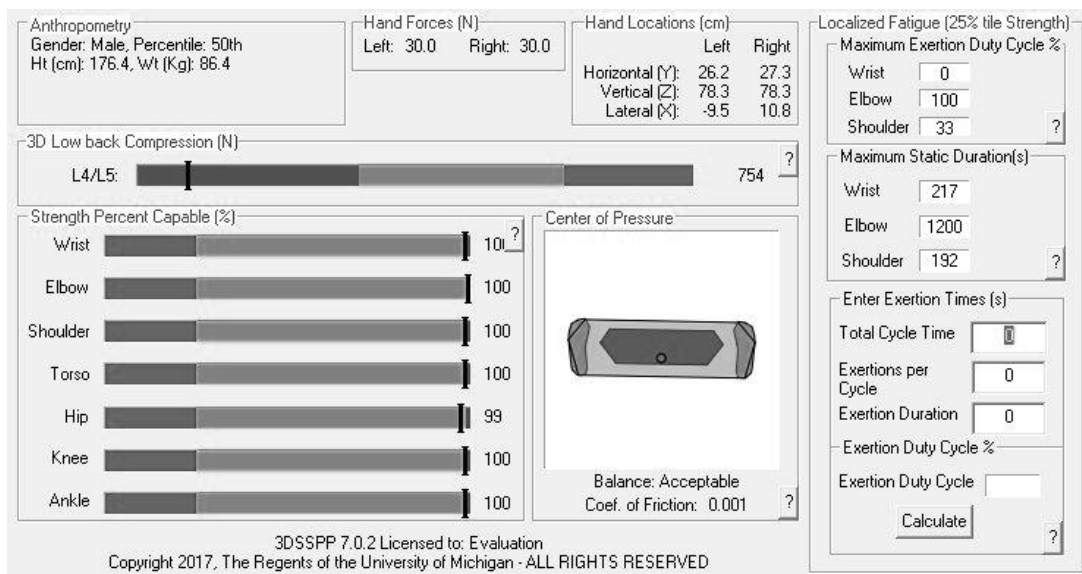 Anthropometry
Gender: Male, Percentile: 50th
Ht (cm): 176.4, Wt (Kg): 86.4
Hand Forces (N)
Left: 30.0 Right: 30.0
Hand Locations (cm)
Left Right
Horizontal (Y): 26.2 27.3
Vertical (Z): 78.3 78.3
Lateral (X): -9.5 10.8
3D Low back Compression (N)
L4/L5: 754 ?
Strength Percent Capable (%)
?
Wrist
Elbow 100
Shoulder 100
Torso 100
Hip 99
Knee 100
Ankle 100
Center of Pressure
Balance: Acceptable
Coef. of Friction: 0.001 ?
Localized Fatigue (25% tile Strength)
Maximum Exertion Duty Cycle %
Wrist 0
Elbow 100
Shoulder 33 ?
Maximum Static Duration(s)
Wrist 217
Elbow 1200
Shoulder 192 ?
Enter Exertion Times (s)
Total Cycle Time 0
Exertions per
Cycle 0
Exertion Duration 0
Exertion Duty Cycle %
Exertion Duty Cycle
Calculate ?
3DSSPP 7.0.2 Licensed to: Evaluation
Copyright 2017, The Regents of the University of Michigan - ALL RIGHTS RESERVED